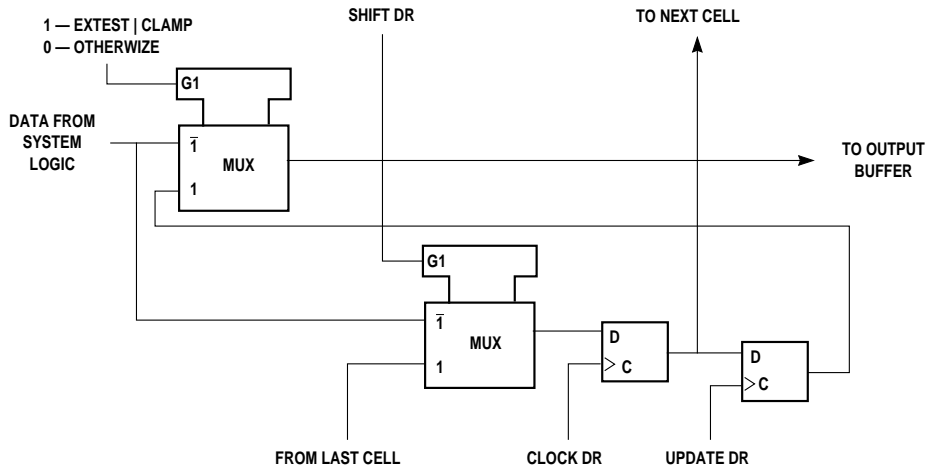 SHIFT DR
TO NEXT CELL
1 — EXTEST | CLAMP
0 — OTHERWIZE
G1
DATA FROM
SYSTEM
LOGIC
1̅
MUX
1
TO OUTPUT
BUFFER
G1
1̅
MUX
1
D
C
D
C
FROM LAST CELL
CLOCK DR
UPDATE DR